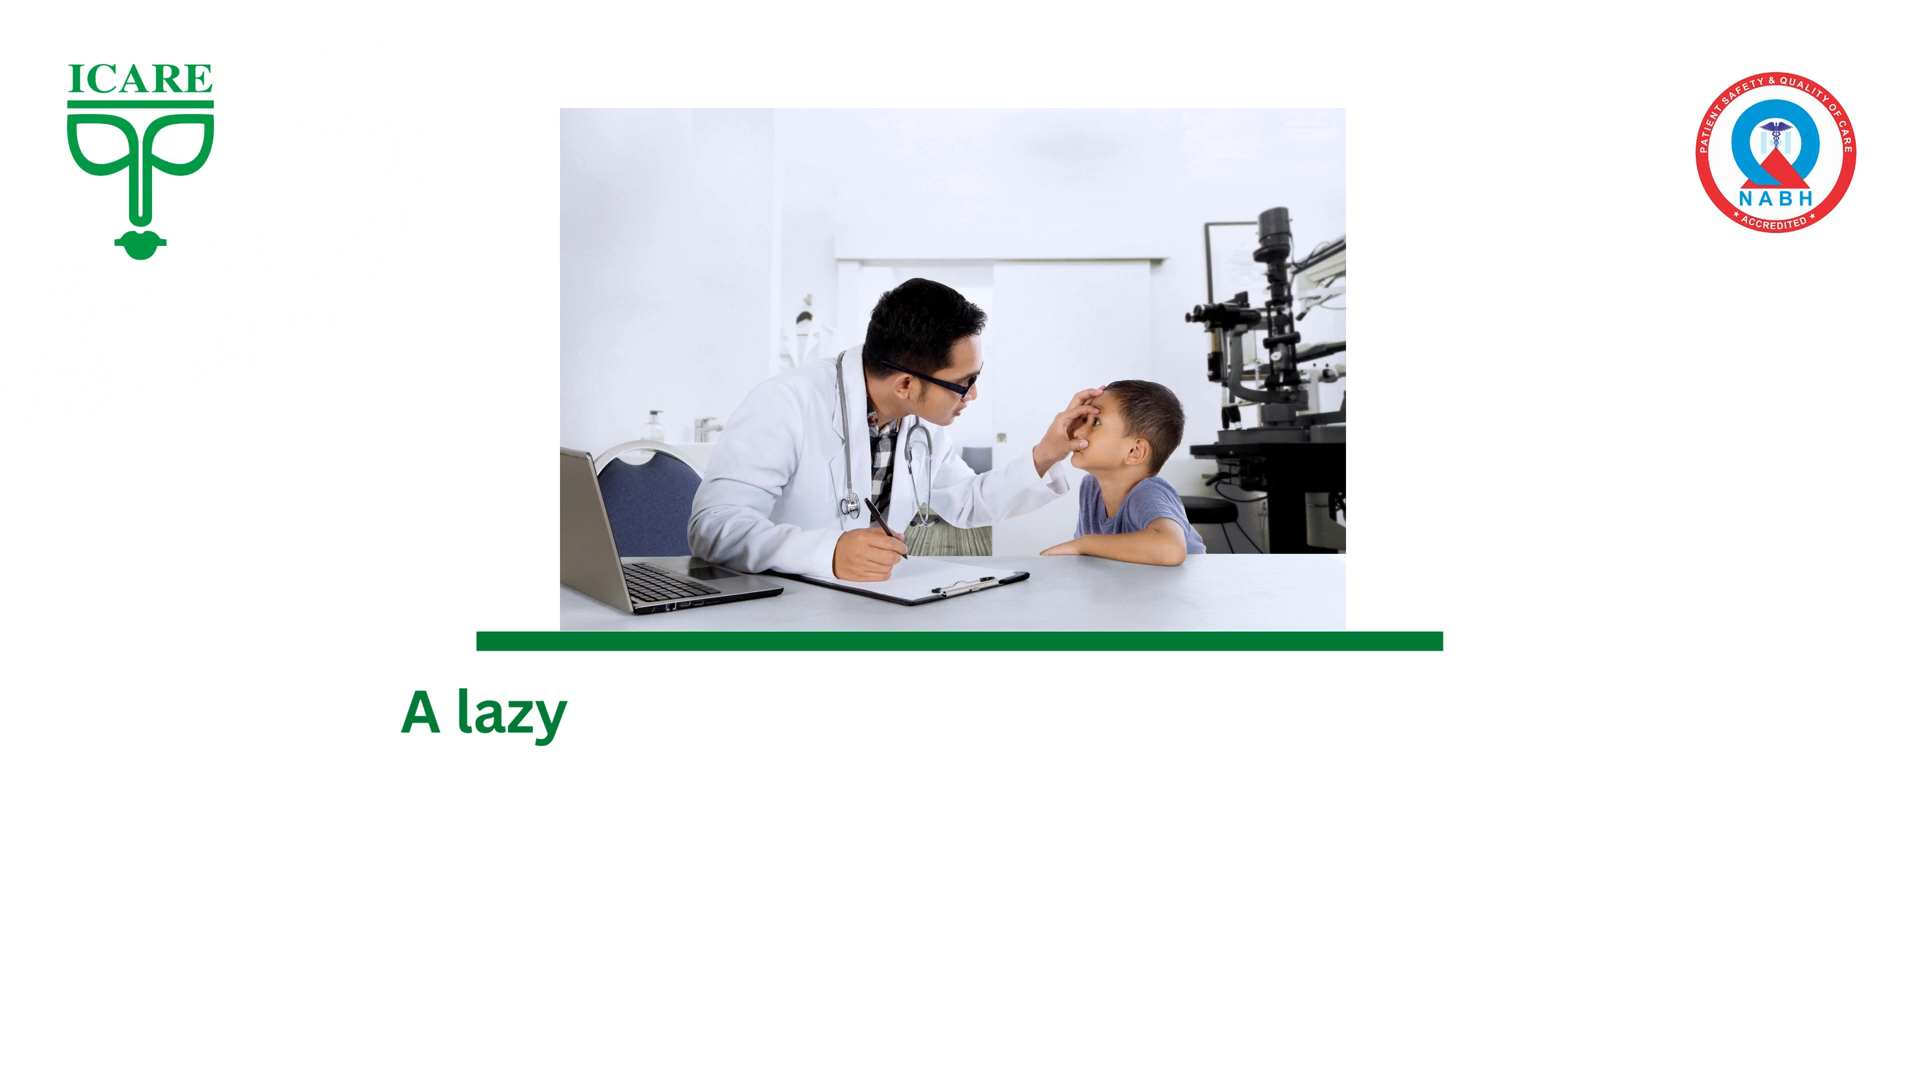 ICARE
PATIENT SAFETY & QUALITY OF CARE
NABH
★ ACCREDITED ★
A lazy